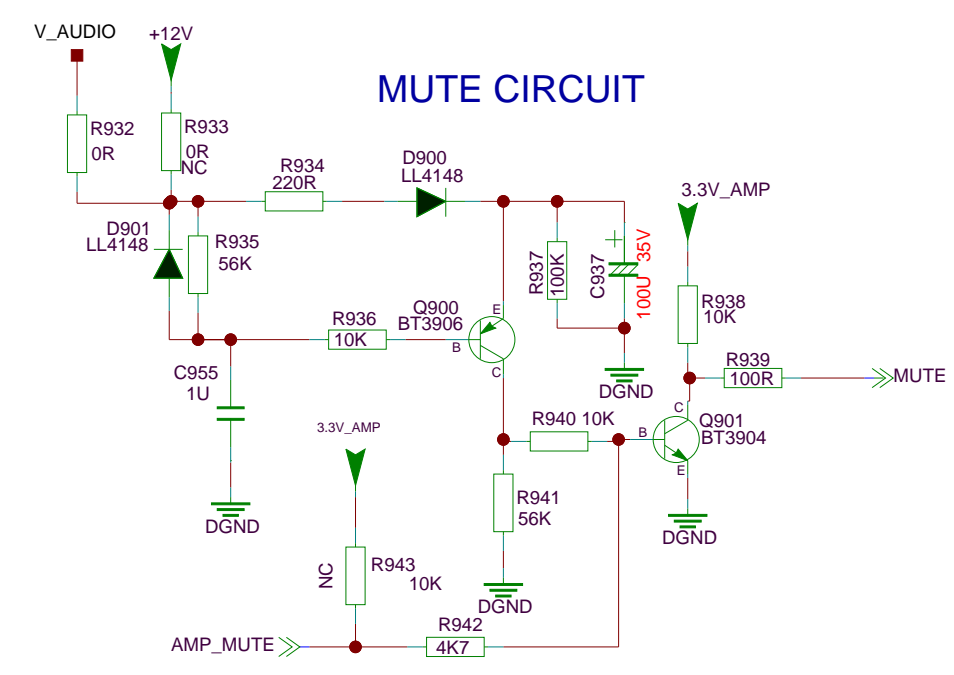 V_AUDIO
+12V
MUTE CIRCUIT
R932
0R
R933
0R
NC
R934
220R
D900
LL4148
3.3V_AMP
D901
LL4148
R935
56K
R937
100K
C937
100U 35V
R938
10K
R936
10K
Q900
BT3906
E
B
C
C955
1U
DGND
R939
100R
MUTE
3.3V_AMP
R940 10K
B
C
E
Q901
BT3904
DGND
R941
56K
DGND
DGND
NC
R943
10K
AMP_MUTE
R942
4K7